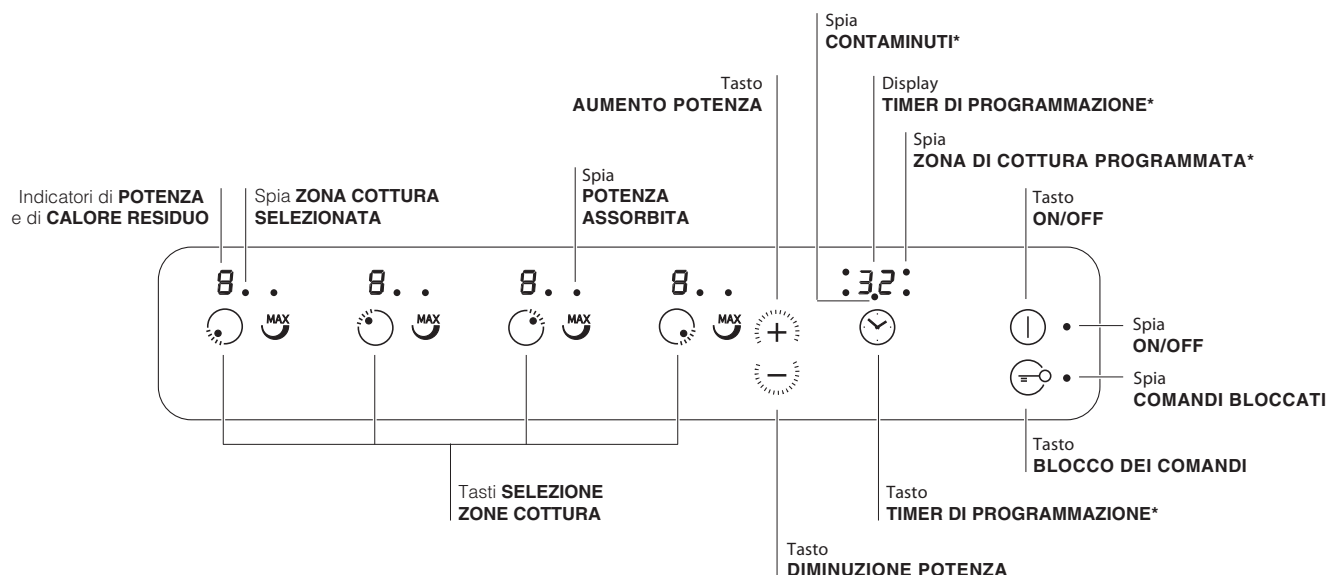 Spia
CONTAMINUTI*
Tasto
AUMENTO POTENZA
Display
TIMER DI PROGRAMMAZIONE*
Spia
ZONA DI COTTURA PROGRAMMATA*
Indicatori di POTENZA
e di CALORE RESIDUO
Spia ZONA COTTURA
SELEZIONATA
Spia
POTENZA
ASSORBITA
Tasto
ON/OFF
8. . 8. . 8. . 8. . :3.2:
MAX MAX MAX MAX + −
Spia
ON/OFF
Spia
COMANDI BLOCCATI
Tasto
BLOCCO DEI COMANDI
Tasti SELEZIONE
ZONE COTTURA
Tasto
TIMER DI PROGRAMMAZIONE*
Tasto
DIMINUZIONE POTENZA